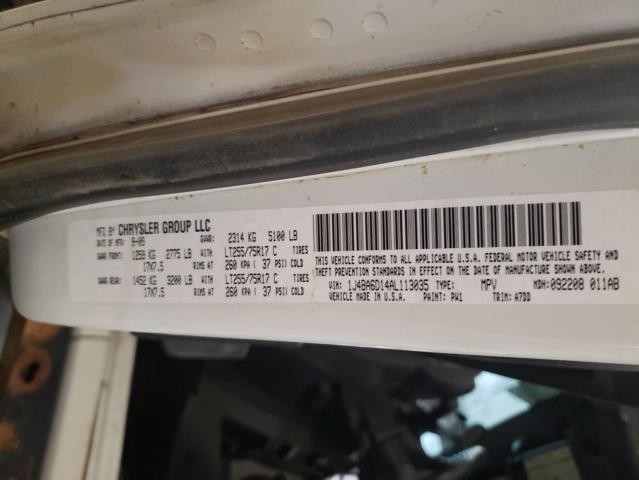 MFG BY CHRYSLER GROUP LLC
DATE OF MFR 9-09 GVWR: 2314 KG 5100 LB
GAWR FRONT: 1259 KG 2775 LB LT255/75R17 C TIRES
17X7.5 RIMS AT 260 KPA ( 37 PSI) COLD
GAWR REAR: 1452 KG 3200 LB LT255/75R17 C TIRES
17X7.5 RIMS AT 260 KPA ( 37 PSI) COLD
THIS VEHICLE CONFORMS TO ALL APPLICABLE U.S.A. FEDERAL MOTOR VEHICLE SAFETY AND
THEFT PREVENTION STANDARDS IN EFFECT ON THE DATE OF MANUFACTURE SHOWN ABOVE.
VIN: 1J4BA6D14AL113035 TYPE: MPV MDH: 092208 011AB
VEHICLE MADE IN U.S.A. PAINT: PW1 TRIM: A7DD